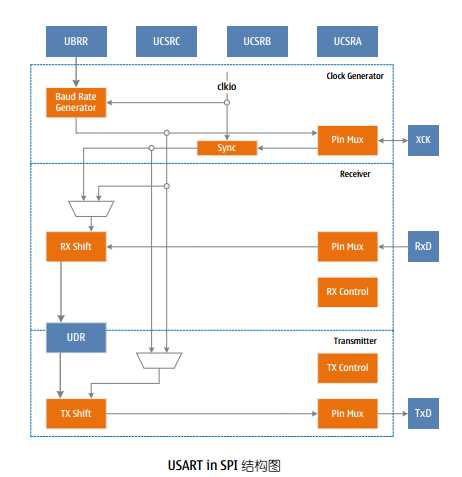 UBRR
UCSRC
UCSRB
UCSRA
Clock Generator
clkio
Baud Rate
Generator
Pin Mux
XCK
Sync
Receiver
RX Shift
Pin Mux
RxD
RX Control
UDR
Transmitter
TX Control
TX Shift
Pin Mux
TxD
USART in SPI 结构图